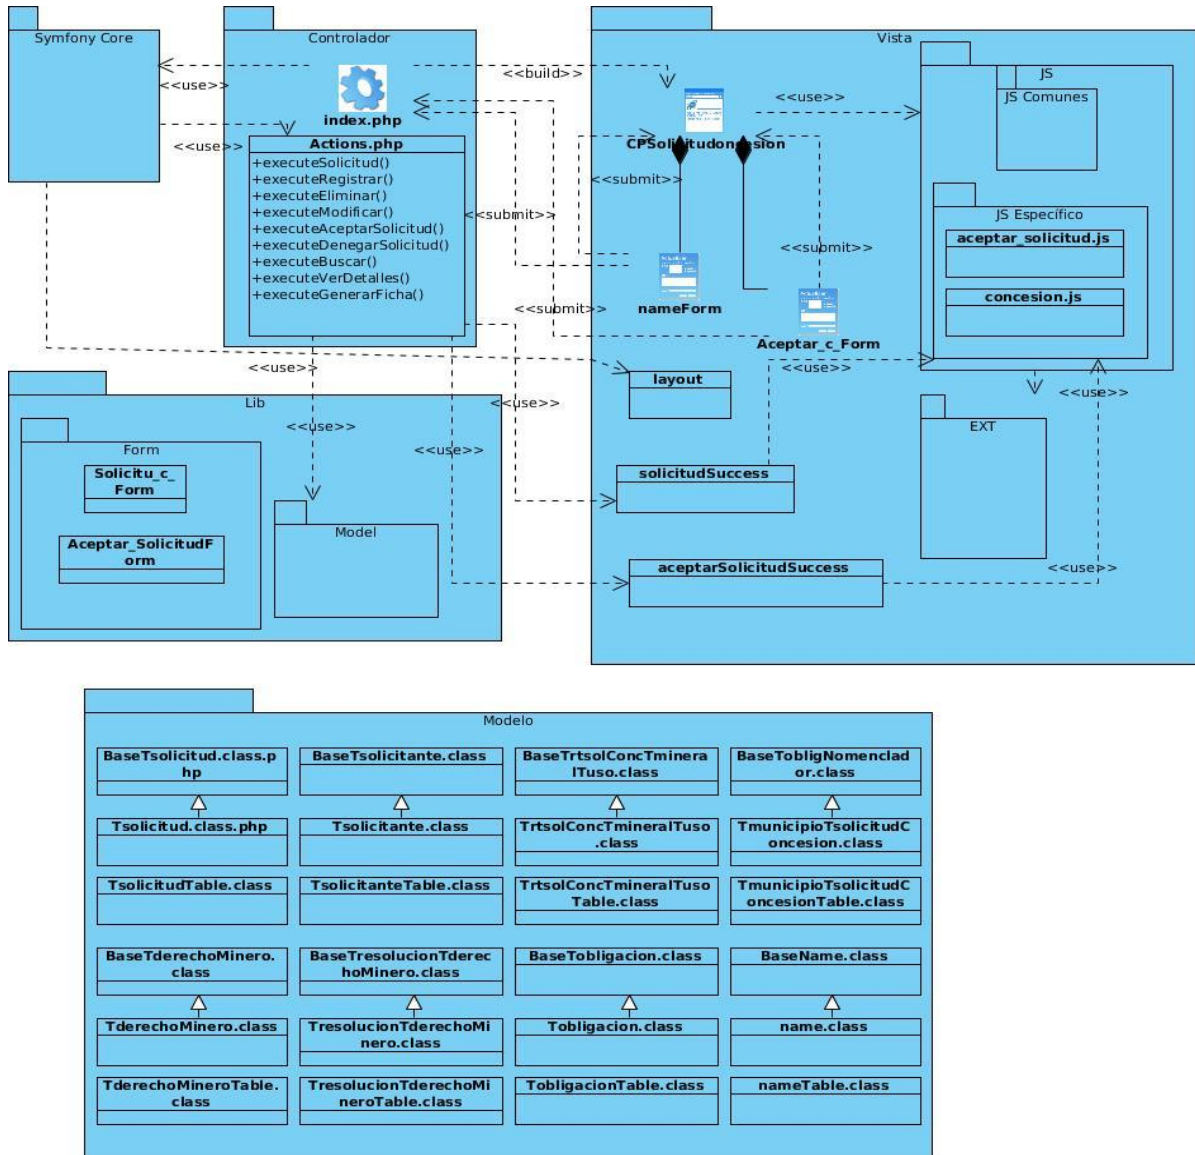 Symfony Core
Controlador
Vista
<<use>>
<<use>>
index.php
Actions.php
+executeSolicitud()
+executeRegistrar()
+executeEliminar()
+executeModificar()
+executeAceptarSolicitud()
+executeDenegarSolicitud()
+executeBuscar()
+executeVerDetalles()
+executeGenerarFicha()
<<build>>
CPSolicitudoncesion
<<use>>
JS
JS Comunes
<<submit>>
<<submit>>
<<submit>>
<<submit>>
nameForm
Aceptar_c_Form
JS Específico
aceptar_solicitud.js
concesion.js
<<use>>
<<use>>
<<use>>
<<use>>
layout
Lib
Form
Solicitu_c_
Form
Aceptar_SolicitudF
orm
<<use>>
<<use>>
<<use>>
Model
solicitudSuccess
aceptarSolicitudSuccess
EXT
<<use>>
<<use>>
Modelo
BaseTsolicitud.class.p
hp
BaseTsolicitante.class
BaseTrtsolConcTminera
lTuso.class
BaseTobligNomenclad
or.class
Tsolicitud.class.php
Tsolicitante.class
TrtsolConcTmineralTuso
.class
TmunicipioTsolicitudC
oncesion.class
TsolicitudTable.class
TsolicitanteTable.class
TrtsolConcTmineralTuso
Table.class
TmunicipioTsolicitudC
oncesionTable.class
BaseTderechoMinero.
class
BaseTresolucionTderec
hoMinero.class
BaseTobligacion.class
BaseName.class
TderechoMinero.class
TresolucionTderechoMi
nero.class
Tobligacion.class
name.class
TderechoMineroTable.
class
TresolucionTderechoMi
neroTable.class
TobligacionTable.class
nameTable.class